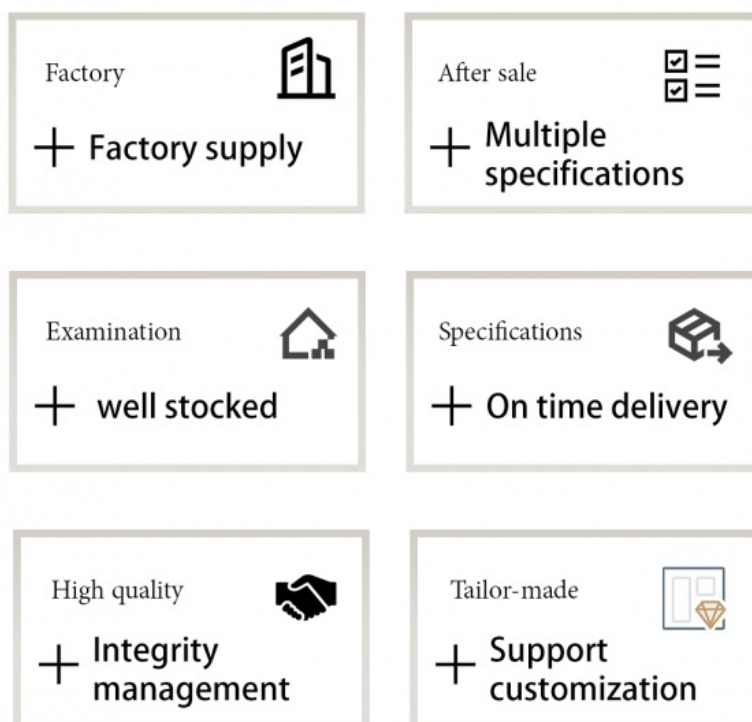 Factory
Factory supply
After sale
Multiple
specifications
Examination
well stocked
Specifications
On time delivery
High quality
Integrity
management
Tailor-made
Support
customization